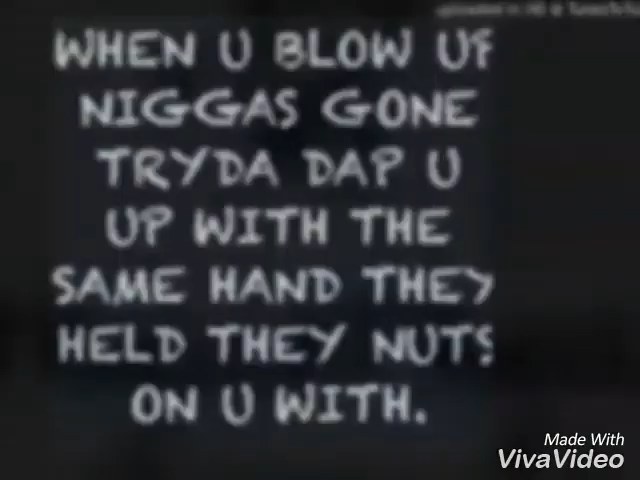 WHEN U BLOW UP
NIGGAS GONE
TRYDA DAP U
UP WITH THE
SAME HAND THEY
HELD THEY NUTS
ON U WITH.
Made With
VivaVideo